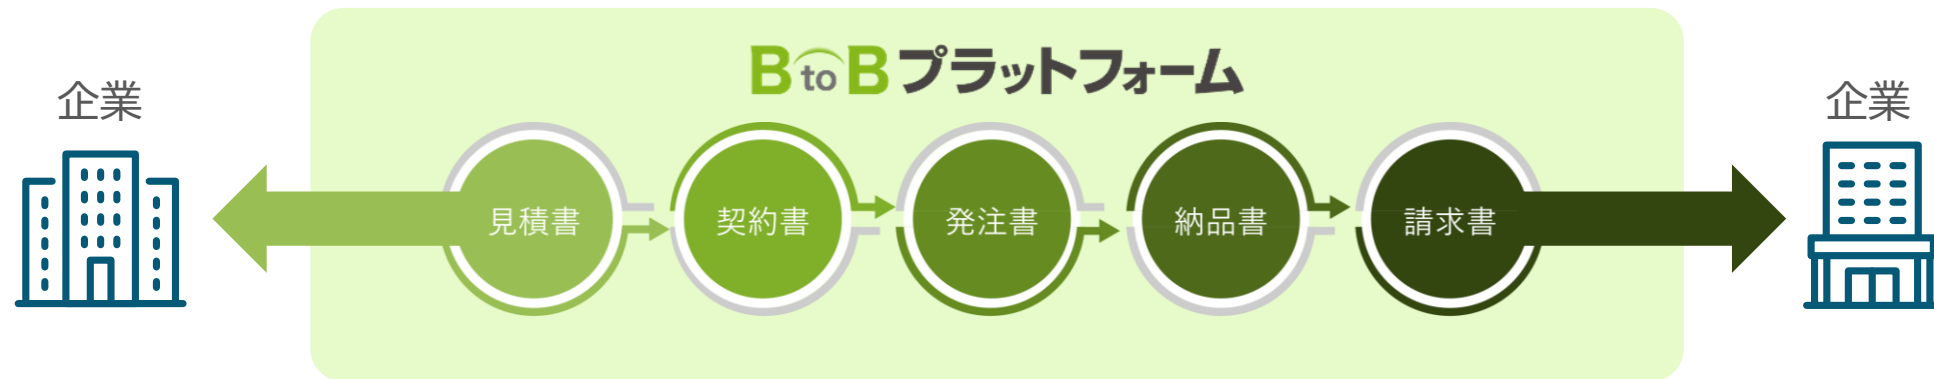 BtoBプラットフォーム
企業
企業
見積書
契約書
発注書
納品書
請求書